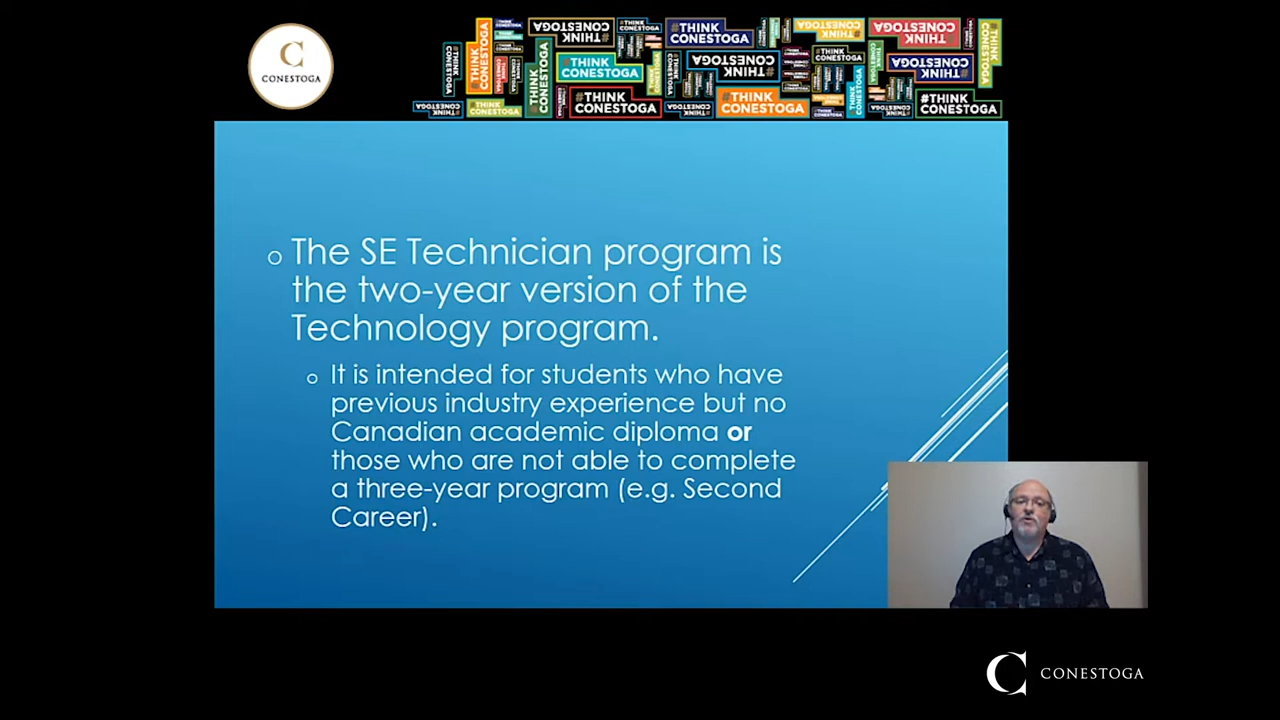 C
CONESTOGA
#THINK
CONESTOGA
#THINK
CONESTOGA
#THINK
CONESTOGA
#THINK
CONESTOGA
#THINK
CONESTOGA
#THINK
CONESTOGA
#THINK
CONESTOGA
#THINK
CONESTOGA
#THINK
CONESTOGA
#THINK
CONESTOGA
#THINK
CONESTOGA
#THINK
CONESTOGA
o The SE Technician program is
the two-year version of the
Technology program.
o It is intended for students who have
previous industry experience but no
Canadian academic diploma or
those who are not able to complete
a three-year program (e.g. Second
Career).
C CONESTOGA